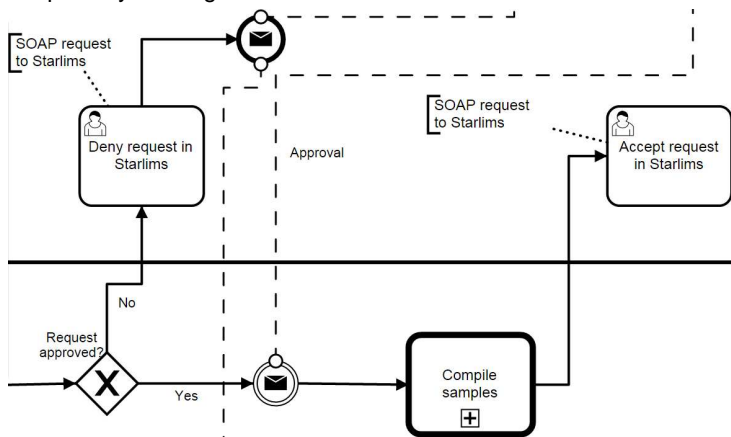 SOAP request
to Starlims
Deny request in
Starlims
Approval
SOAP request
to Starlims
Accept request
in Starlims
No
Request
approved?
Yes
Compile
samples